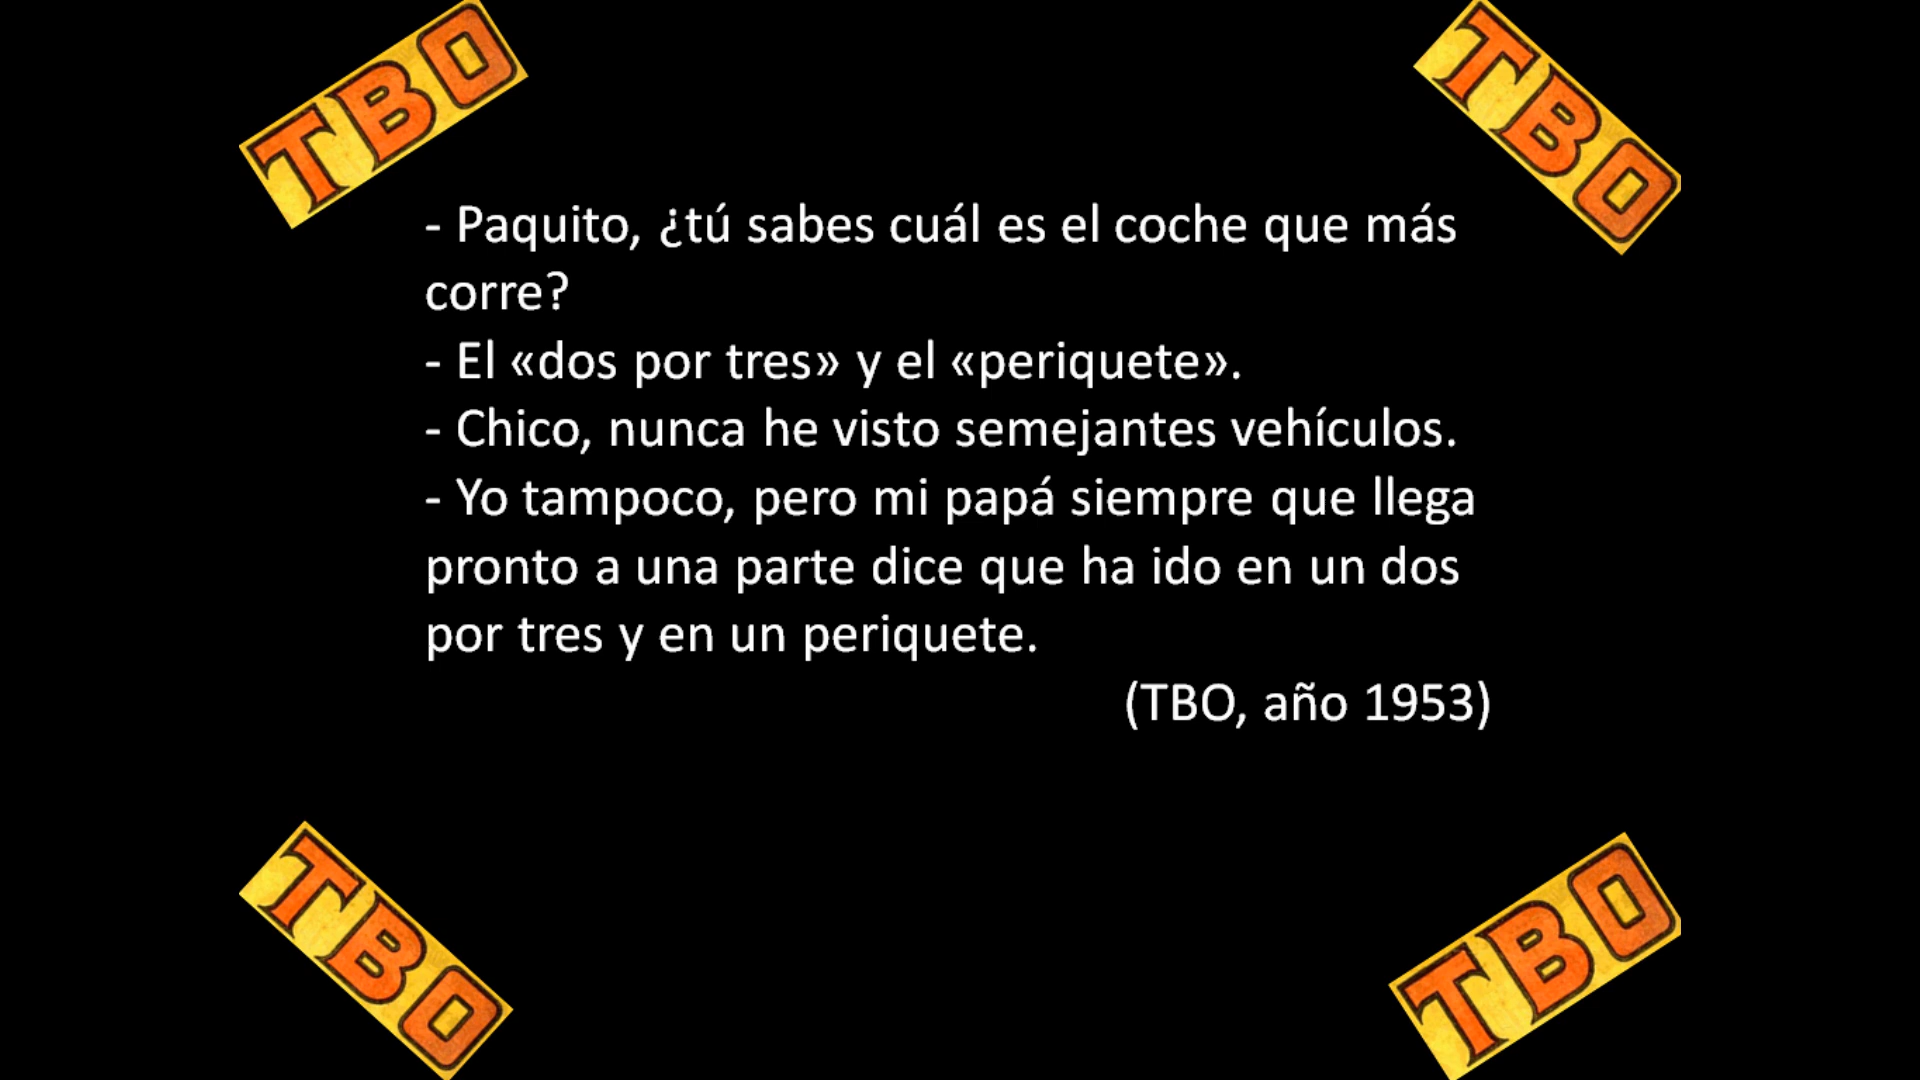 TBO
TBO
- Paquito, ¿tú sabes cuál es el coche que más
corre?
- El «dos por tres» y el «periquete».
- Chico, nunca he visto semejantes vehículos.
- Yo tampoco, pero mi papá siempre que llega
pronto a una parte dice que ha ido en un dos
por tres y en un periquete.
(TBO, año 1953)
TBO
TBO